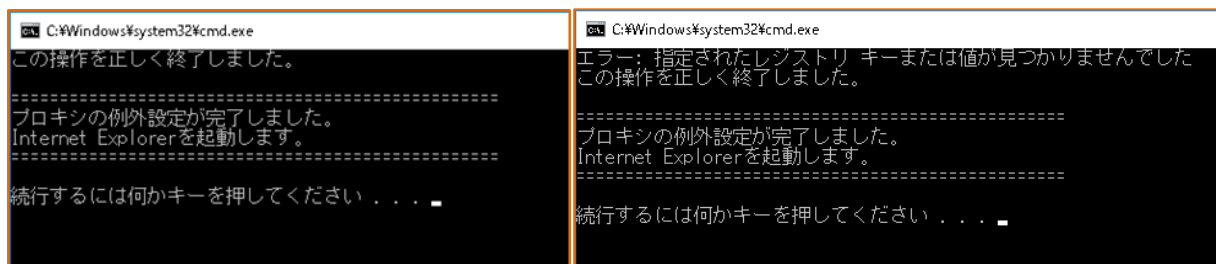 C:¥Windows¥system32¥cmd.exe
この操作を正しく終了しました。
=================================================
プロキシの例外設定が完了しました。
Internet Explorerを起動します。
=================================================
続行するには何かキーを押してください . . .
C:¥Windows¥system32¥cmd.exe
エラー: 指定されたレジストリ キーまたは値が見つかりませんでした
この操作を正しく終了しました。
=================================================
プロキシの例外設定が完了しました。
Internet Explorerを起動します。
=================================================
続行するには何かキーを押してください . . .